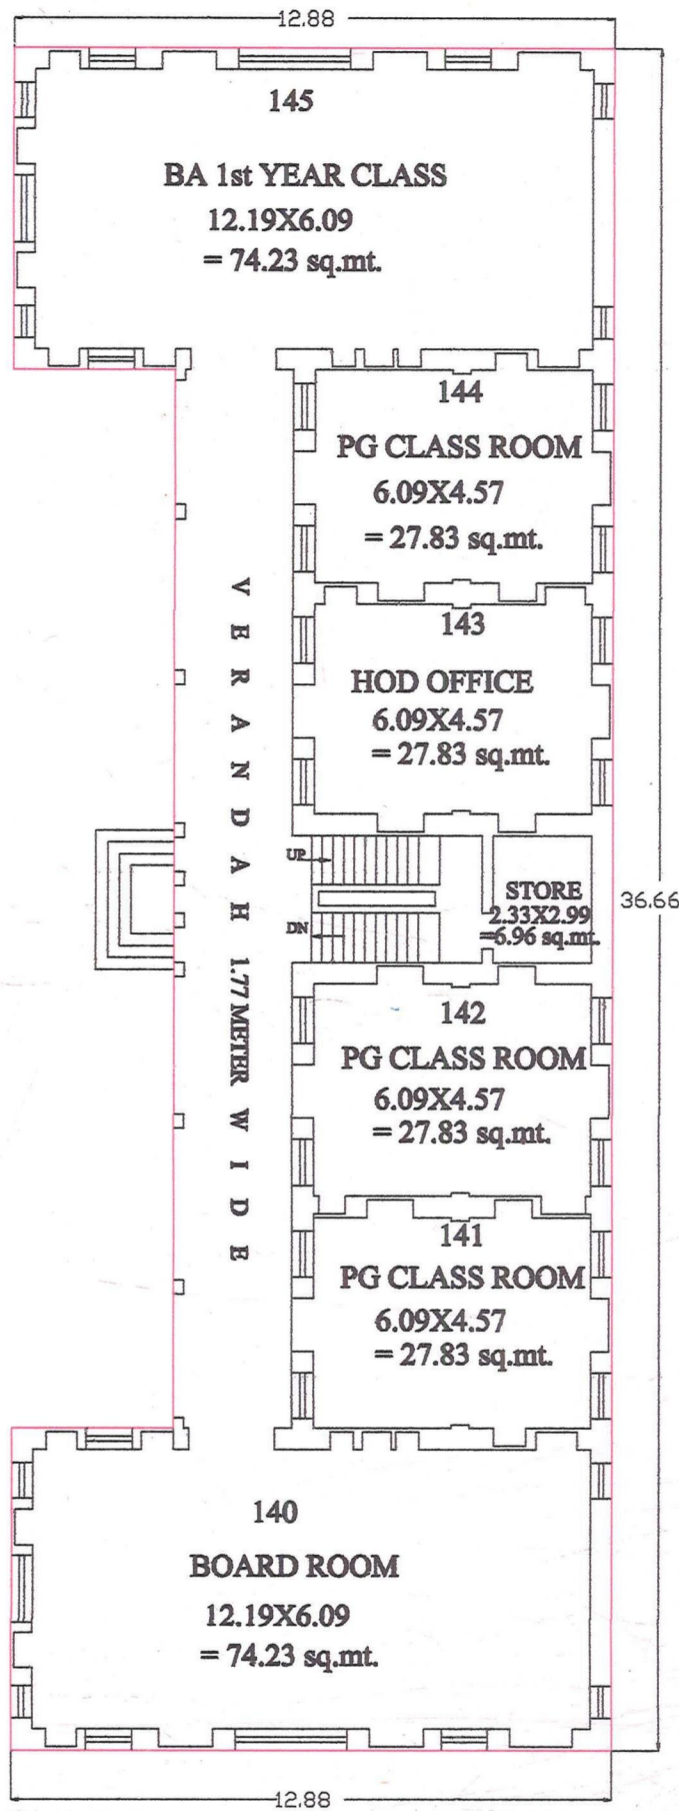 12.88
145
BA 1st YEAR CLASS
12.19X6.09
= 74.23 sq.mt.
144
PG CLASS ROOM
6.09X4.57
= 27.83 sq.mt.
143
HOD OFFICE
6.09X4.57
= 27.83 sq.mt.
UP
DN
STORE
2.33X2.99
=6.96 sq.mt.
36.66
VERANDAH 1.77 METER WIDE
142
PG CLASS ROOM
6.09X4.57
= 27.83 sq.mt.
141
PG CLASS ROOM
6.09X4.57
= 27.83 sq.mt.
140
BOARD ROOM
12.19X6.09
= 74.23 sq.mt.
12.88